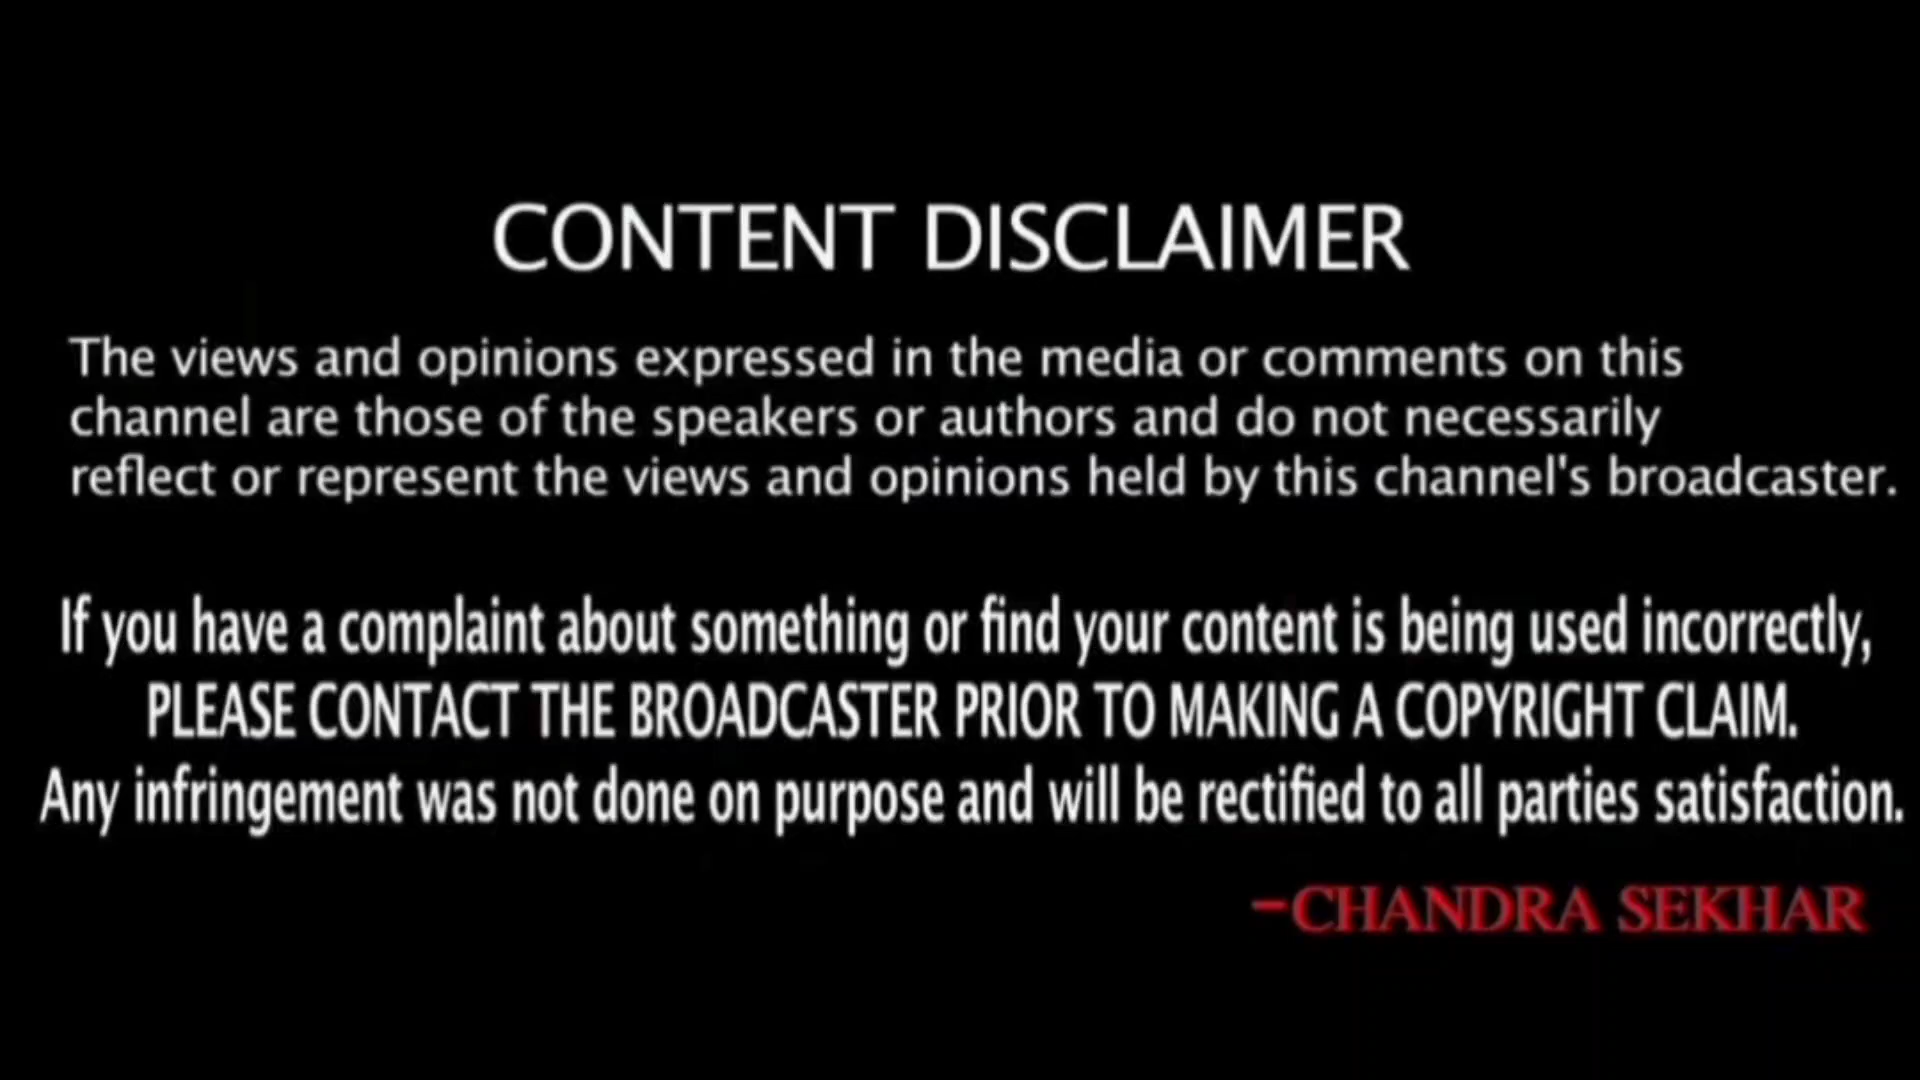 CONTENT DISCLAIMER
The views and opinions expressed in the media or comments on this
channel are those of the speakers or authors and do not necessarily
reflect or represent the views and opinions held by this channel's broadcaster.
If you have a complaint about something or find your content is being used incorrectly,
PLEASE CONTACT THE BROADCASTER PRIOR TO MAKING A COPYRIGHT CLAIM.
Any infringement was not done on purpose and will be rectified to all parties satisfaction.
-CHANDRA SEKHAR